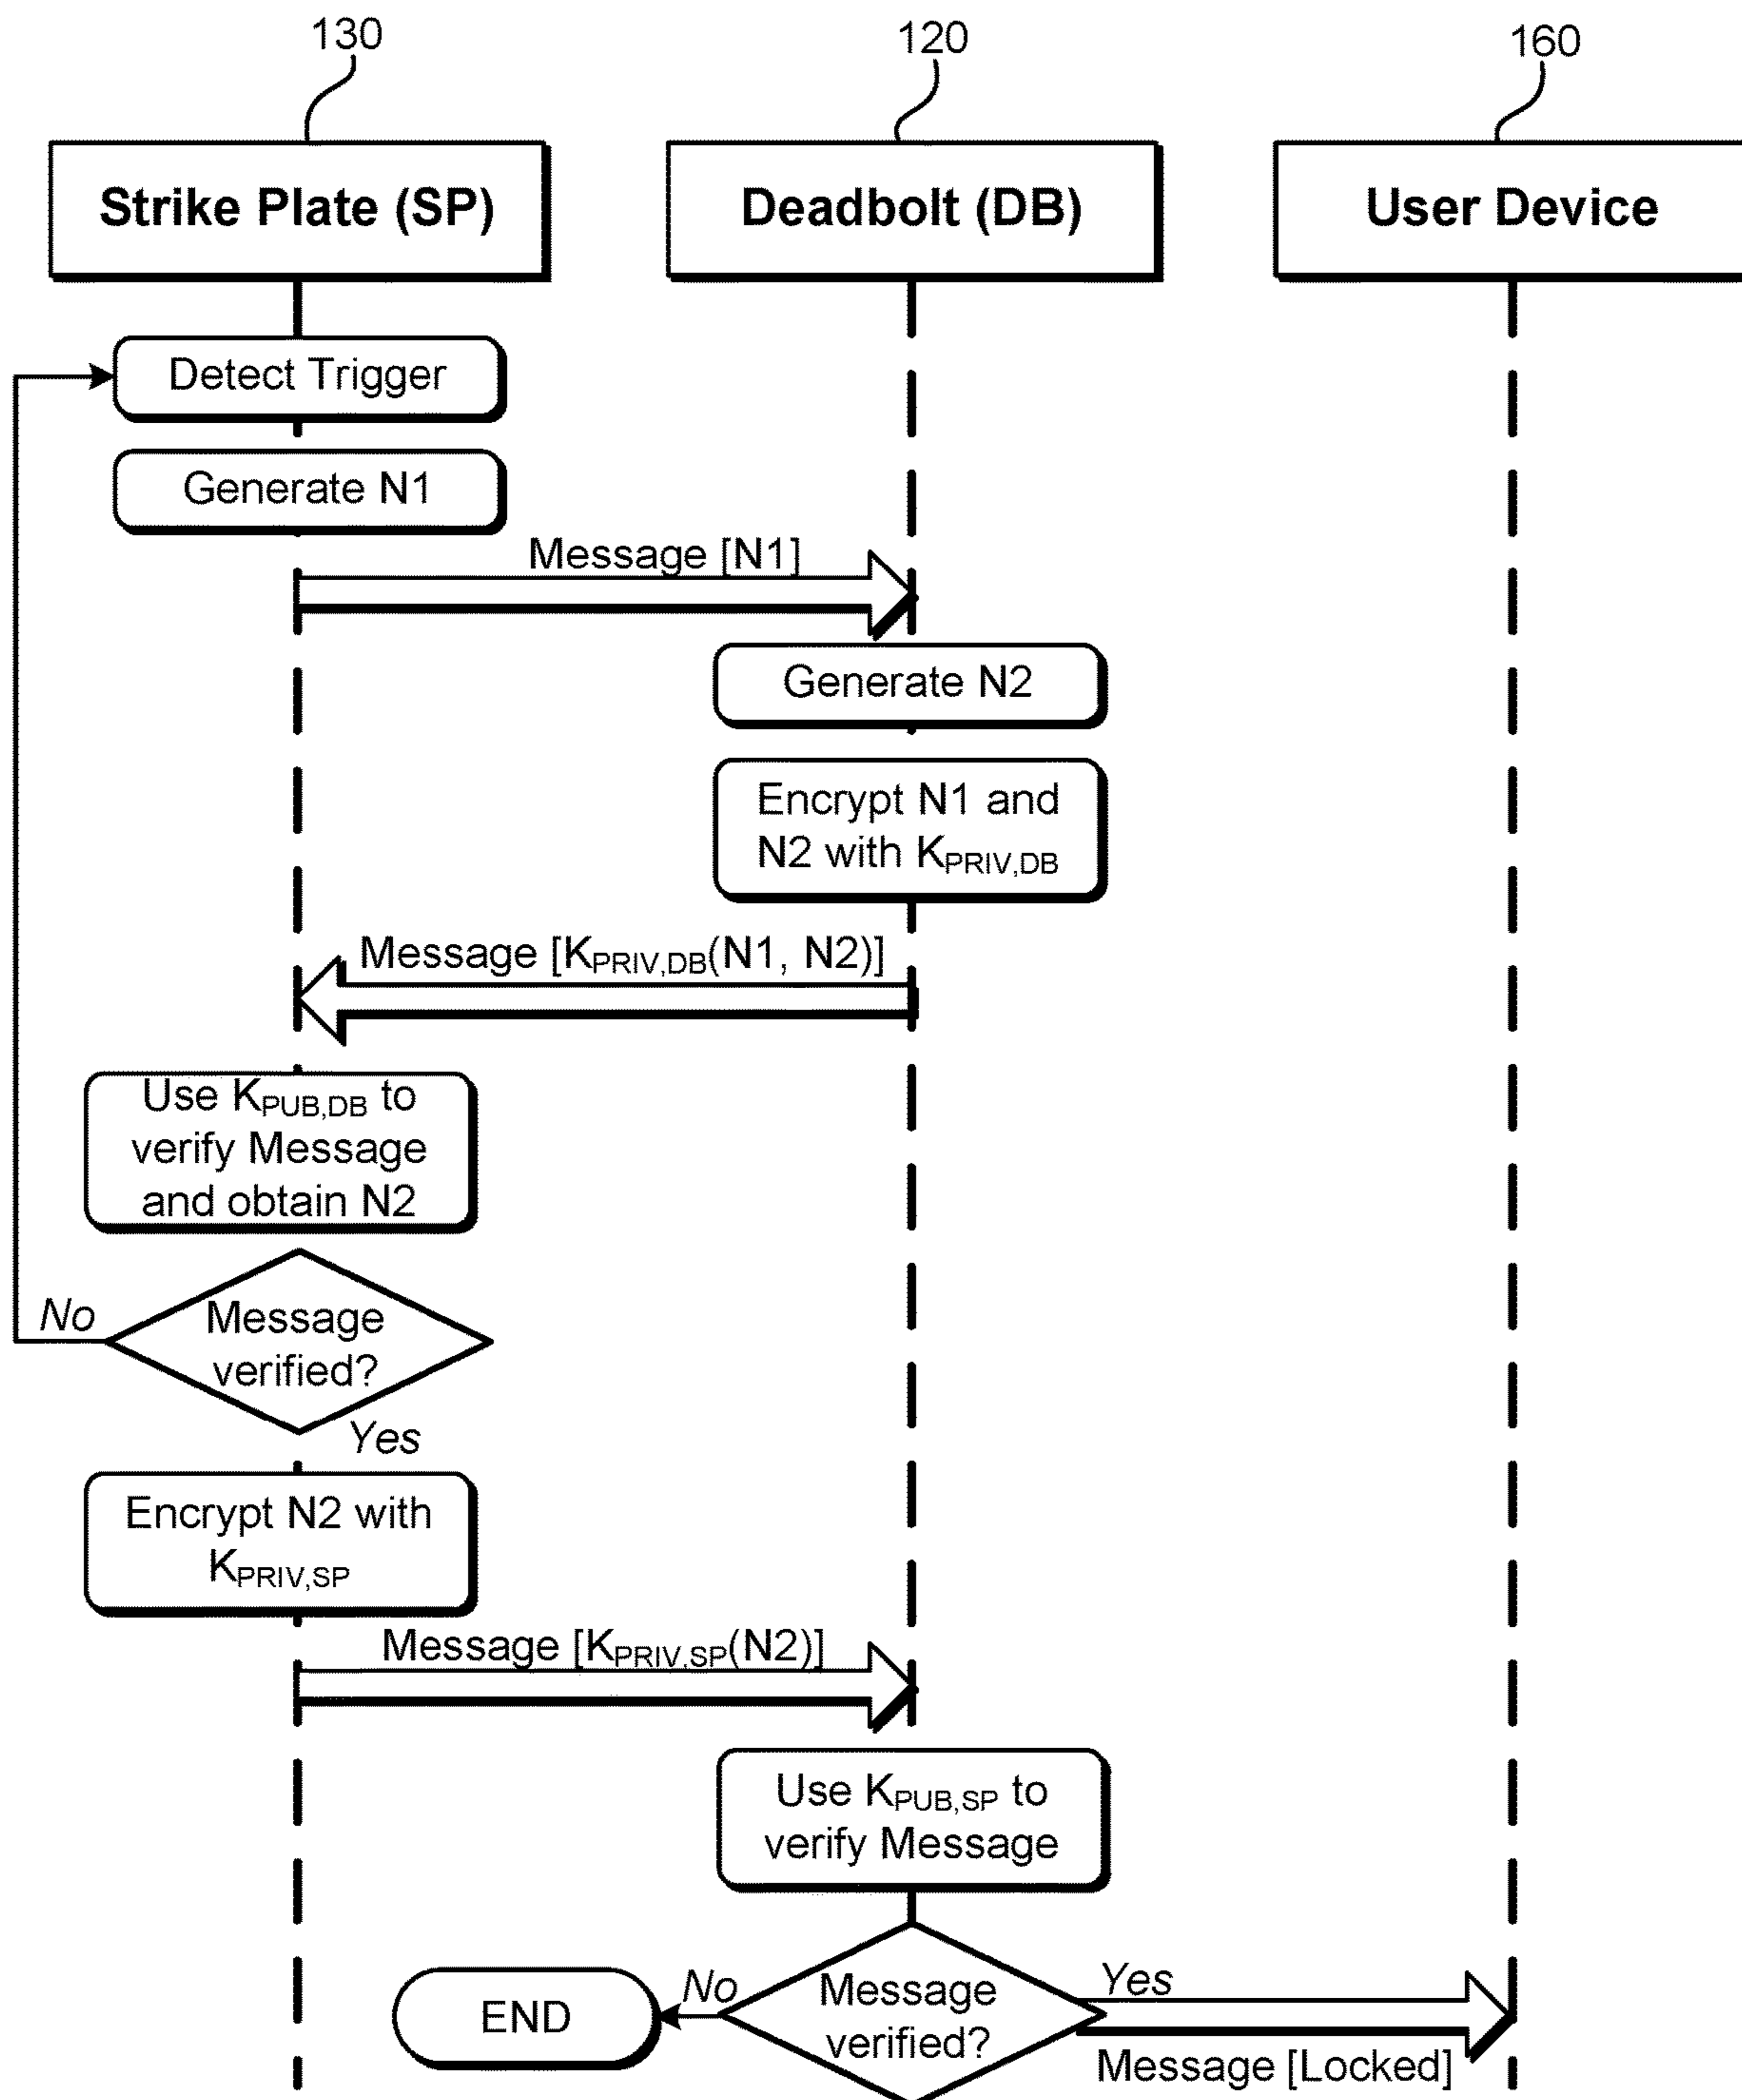 130
120
160
Strike Plate (SP)
Deadbolt (DB)
User Device
Detect Trigger
Generate N1
Message [N1]
Generate N2
Encrypt N1 and
N2 with KPRIV,DB
Message [KPRIV,DB(N1, N2)]
Use KPUB,DB to
verify Message
and obtain N2
No
Message
verified?
Yes
Encrypt N2 with
KPRIV,SP
Message [KPRIV,SP(N2)]
Use KPUB,SP to
verify Message
END
No
Message
verified?
Yes
Message [Locked]